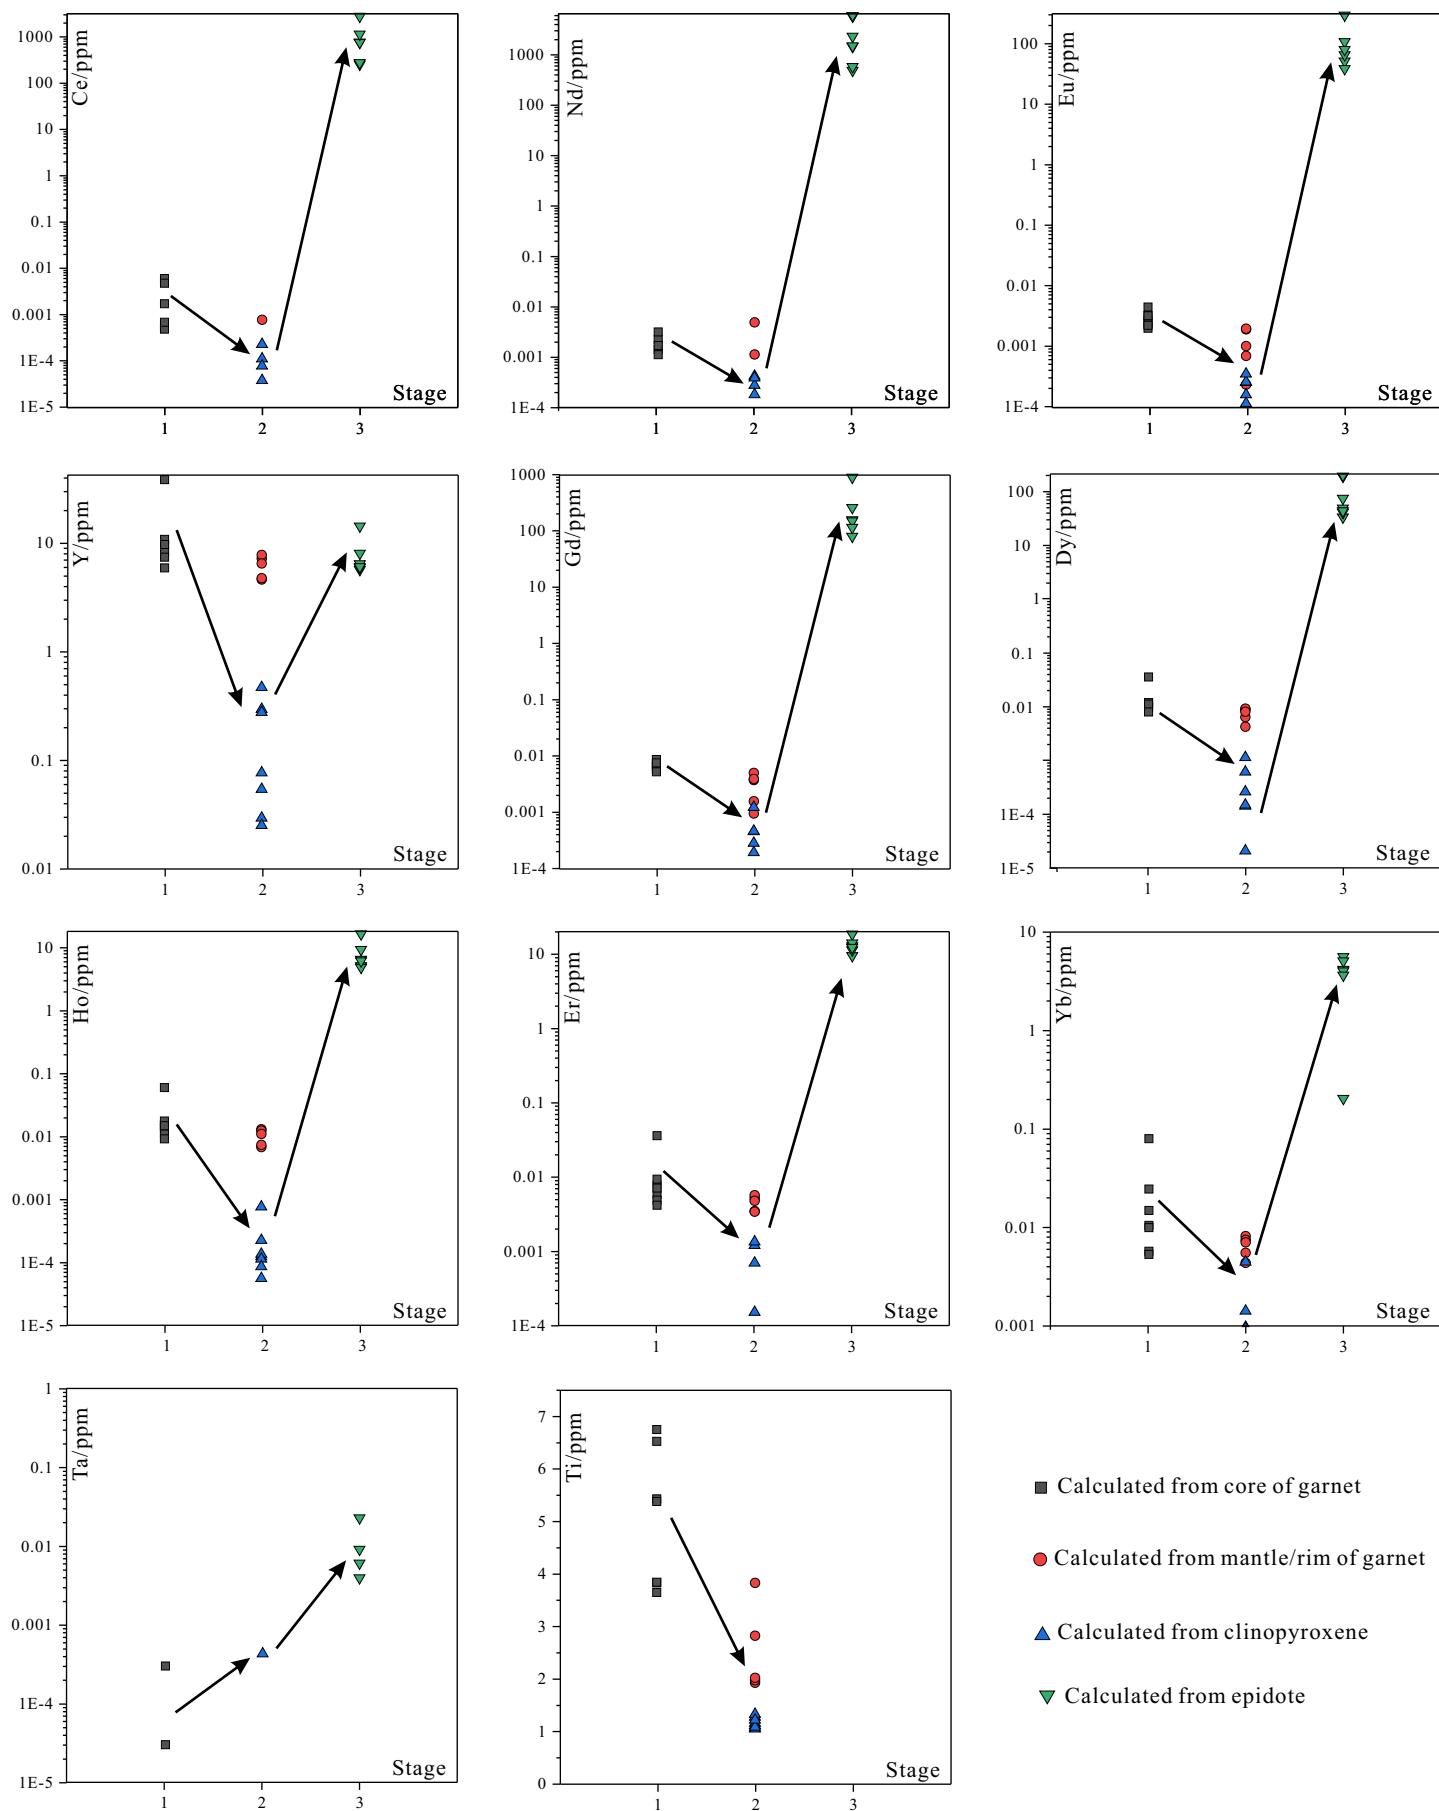 Ce/ppm
1000
100
10
1
0.1
0.01
0.001
1E-4
1E-5
Stage
1 2 3
Nd/ppm
1000
100
10
1
0.1
0.01
0.001
1E-4
Stage
1 2 3
Eu/ppm
100
10
1
0.1
0.01
0.001
1E-4
Stage
1 2 3
Y/ppm
10
1
0.1
0.01
Stage
1 2 3
Gd/ppm
1000
100
10
1
0.1
0.01
0.001
1E-4
Stage
1 2 3
Dy/ppm
100
10
1
0.1
0.01
1E-4
1E-5
Stage
1 2 3
Ho/ppm
10
1
0.1
0.01
0.001
1E-4
1E-5
Stage
1 2 3
Er/ppm
10
1
0.1
0.01
0.001
1E-4
Stage
1 2 3
Yb/ppm
10
1
0.1
0.01
0.001
Stage
1 2 3
Ta/ppm
1
0.1
0.01
0.001
1E-4
1E-5
Stage
1 2 3
Ti/ppm
7
6
5
4
3
2
1
0
Stage
1 2 3
Calculated from core of garnet
Calculated from mantle/rim of garnet
Calculated from clinopyroxene
Calculated from epidote